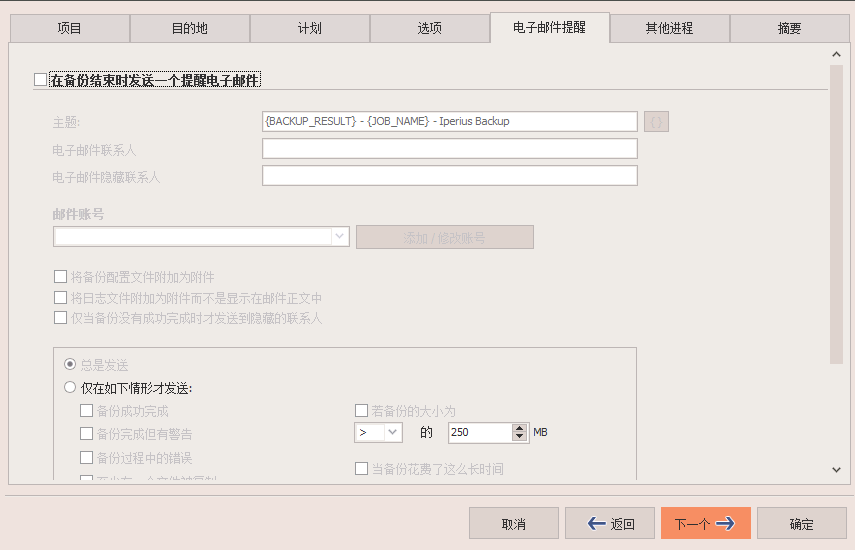 项目 目的地 计划 选项 电子邮件提醒 其他进程 摘要
在备份结束时发送一个提醒电子邮件
主题: {BACKUP_RESULT} - {JOB_NAME} - Iperius Backup {}
电子邮件联系人
电子邮件隐藏联系人
邮件账号
添加 / 修改账号
将备份配置文件附加为附件
将日志文件附加为附件而不是显示在邮件正文中
仅当备份没有成功完成时才发送到隐藏的联系人
总是发送
仅在如下情形才发送:
备份成功完成 若备份的大小为
备份完成但有警告 > 的 250 MB
备份过程中的错误
当备份花费了这么长时间
取消 返回 下一个 确定